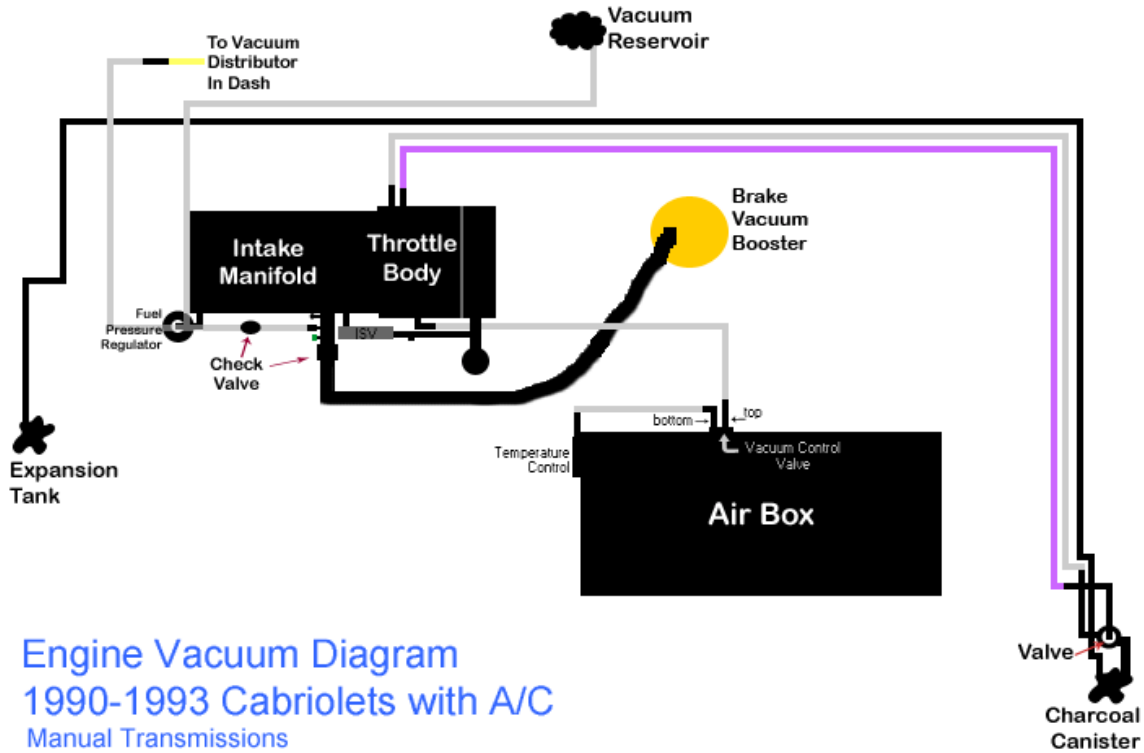 Vacuum
Reservoir
To Vacuum
Distributor
In Dash
Brake
Vacuum
Booster
Intake
Manifold
Throttle
Body
Fuel
Pressure
Regulator
ISV
Check
Valve
bottom
top
Temperature
Control
Vacuum Control
Valve
Expansion
Tank
Air Box
Valve
Charcoal
Canister
Engine Vacuum Diagram
1990-1993 Cabriolets with A/C
Manual Transmissions